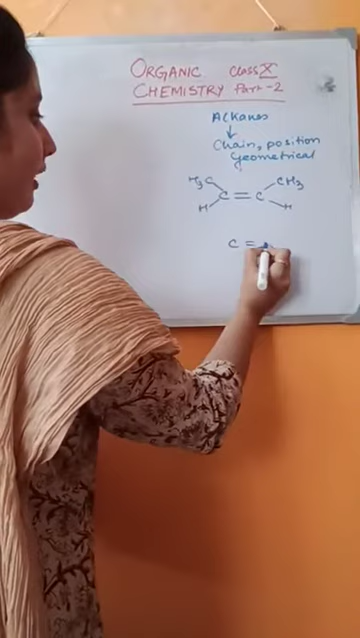 ORGANIC Class X
CHEMISTRY Part-2
Alkanes
↓
Chain, position
Geometrical
H₃C CH₃
C=C
H H
C =